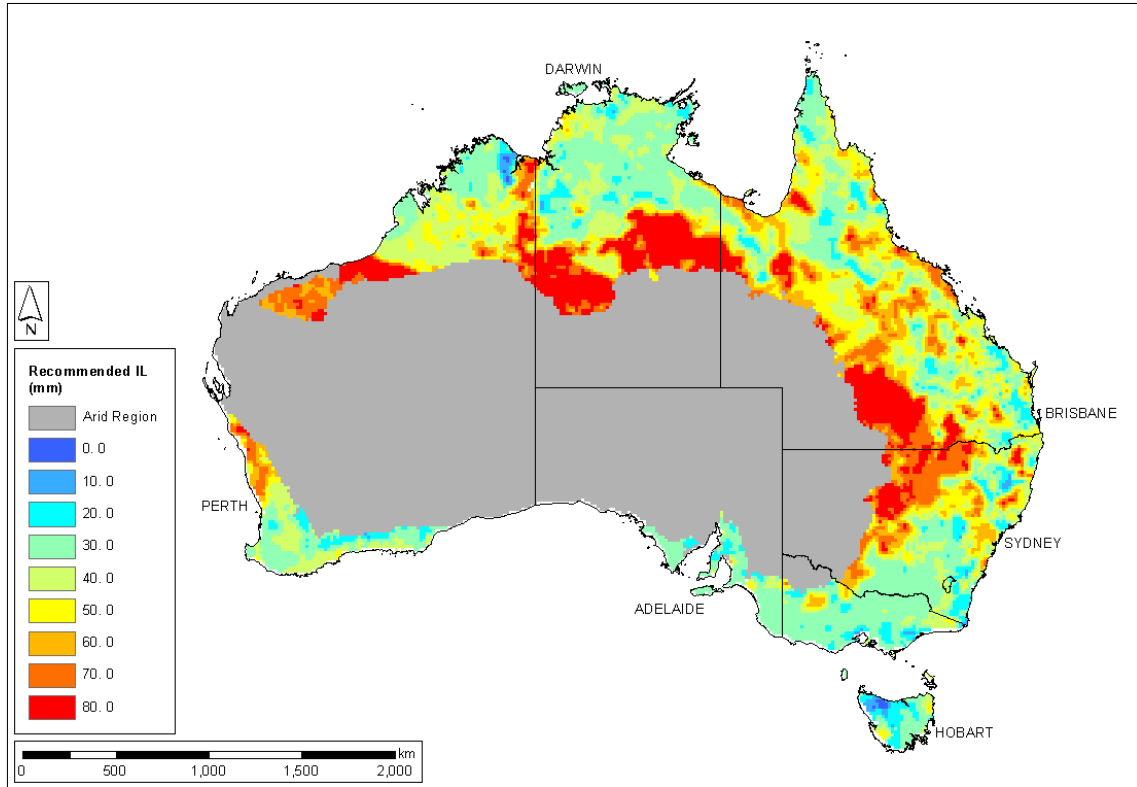 DARWIN
BRISBANE
PERTH
SYDNEY
ADELAIDE
HOBART
N
Recommended IL
(mm)
Arid Region
0. 0
10. 0
20. 0
30. 0
40. 0
50. 0
60. 0
70. 0
80. 0
km
0 500 1,000 1,500 2,000